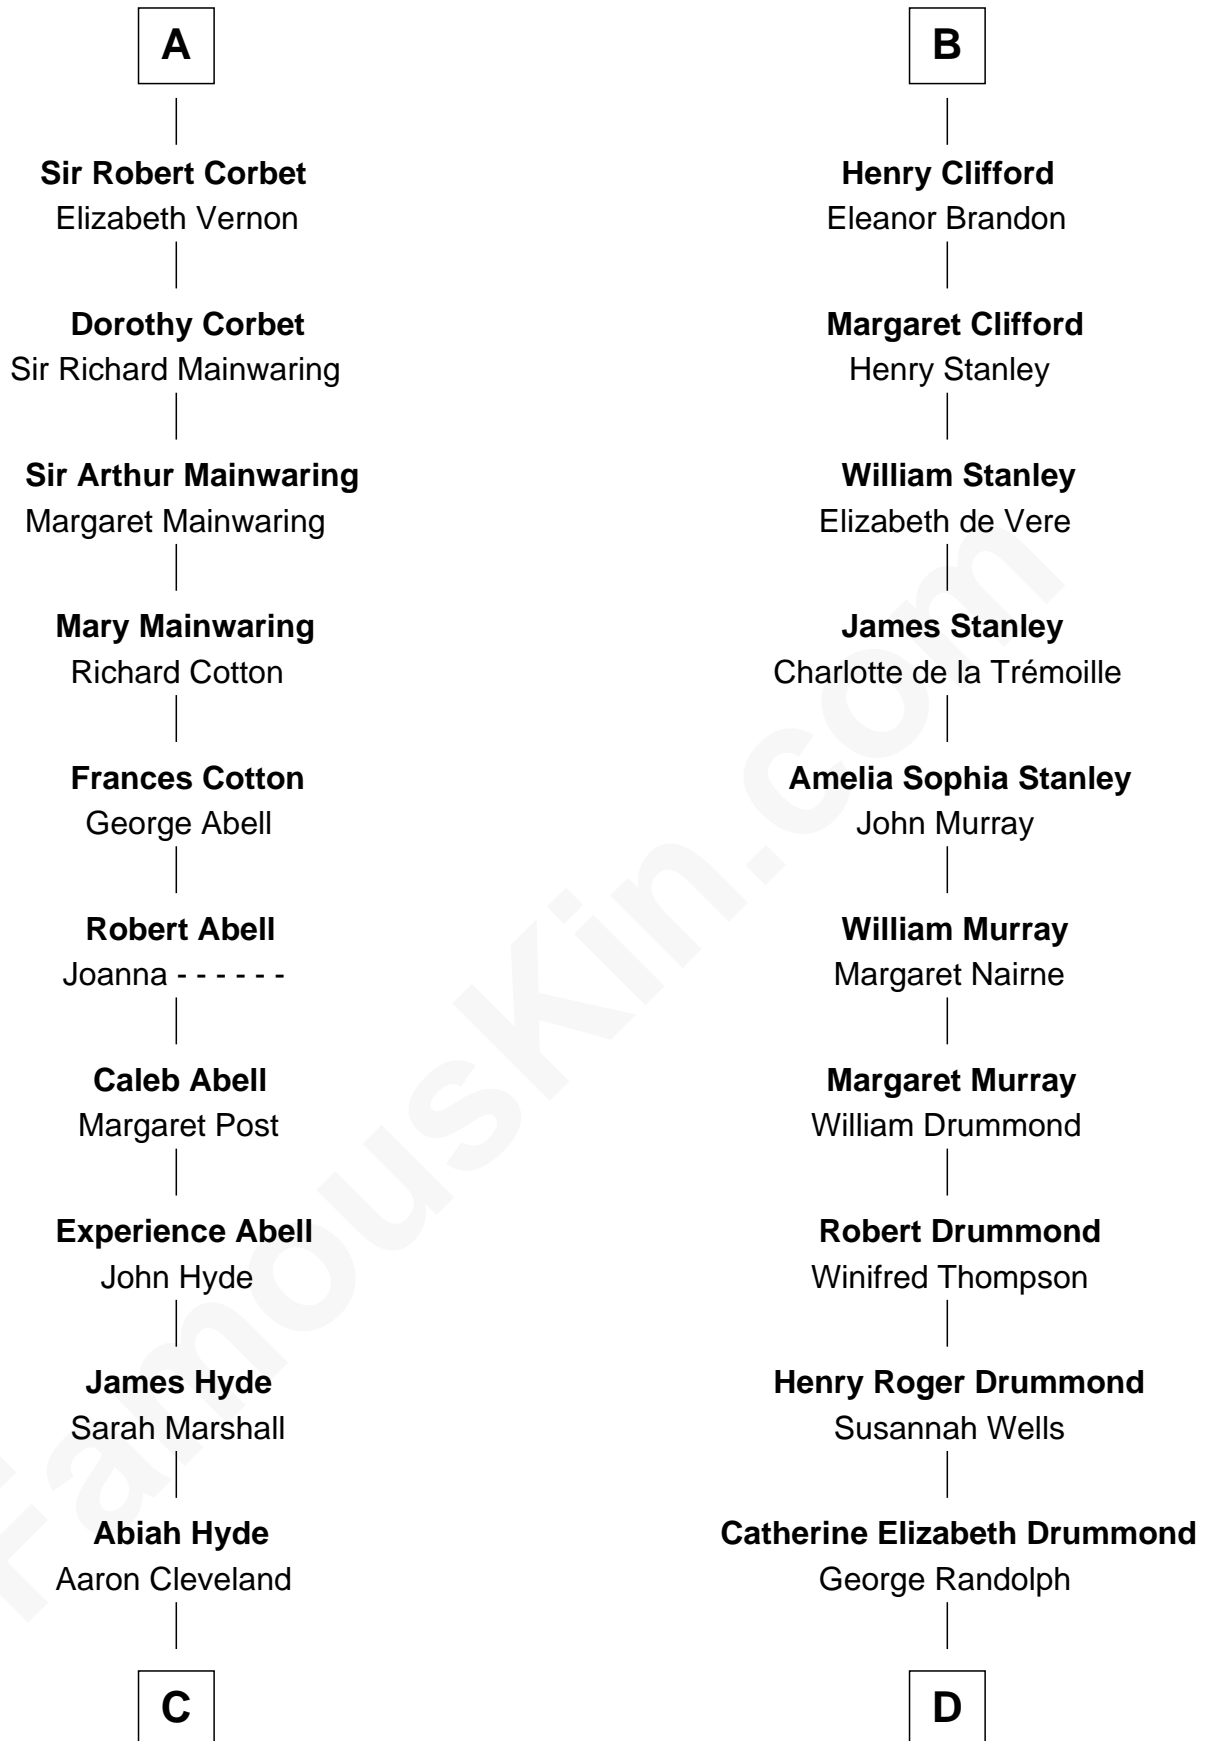 A
Sir Robert Corbet
Elizabeth Vernon
Dorothy Corbet
Sir Richard Mainwaring
Sir Arthur Mainwaring
Margaret Mainwaring
Mary Mainwaring
Richard Cotton
Frances Cotton
George Abell
Robert Abell
Joanna - - - - - -
Caleb Abell
Margaret Post
Experience Abell
John Hyde
James Hyde
Sarah Marshall
Abiah Hyde
Aaron Cleveland
C
B
Henry Clifford
Eleanor Brandon
Margaret Clifford
Henry Stanley
William Stanley
Elizabeth de Vere
James Stanley
Charlotte de la Trémoille
Amelia Sophia Stanley
John Murray
William Murray
Margaret Nairne
Margaret Murray
William Drummond
Robert Drummond
Winifred Thompson
Henry Roger Drummond
Susannah Wells
Catherine Elizabeth Drummond
George Randolph
D
FamousKin.com